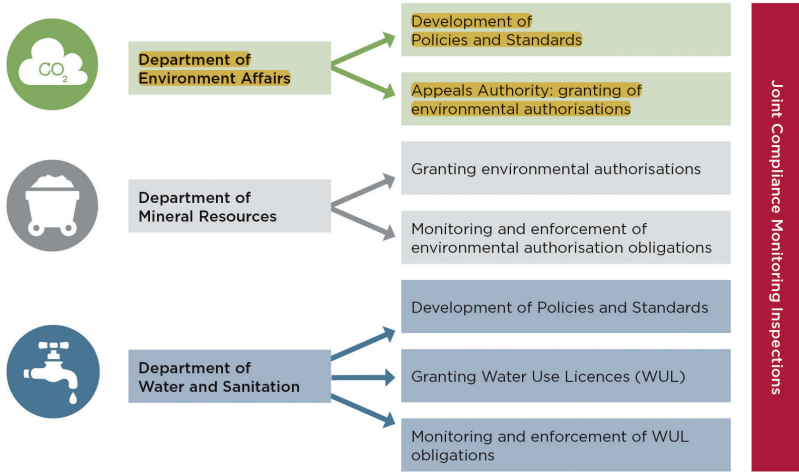 CO2
Department of
Environment Affairs
Development of
Policies and Standards
Appeals Authority: granting of
environmental authorisations
Department of
Mineral Resources
Granting environmental authorisations
Monitoring and enforcement of
environmental authorisation obligations
Department of
Water and Sanitation
Development of Policies and Standards
Granting Water Use Licences (WUL)
Monitoring and enforcement of WUL
obligations
Joint Compliance Monitoring Inspections